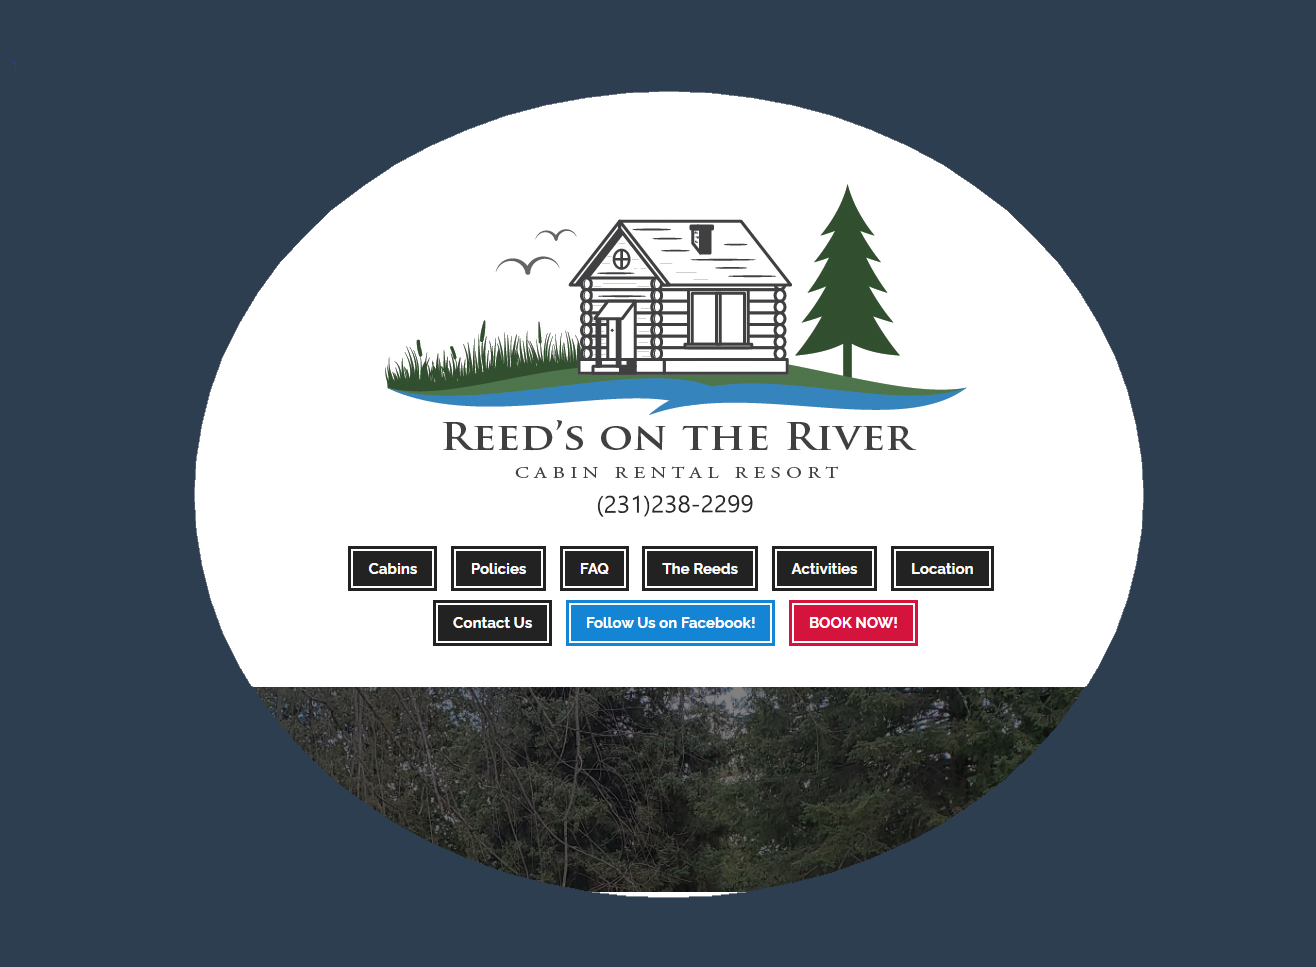 REED'S ON THE RIVER
CABIN RENTAL RESORT
(231)238-2299
Cabins Policies FAQ The Reeds Activities Location
Contact Us Follow Us on Facebook! BOOK NOW!